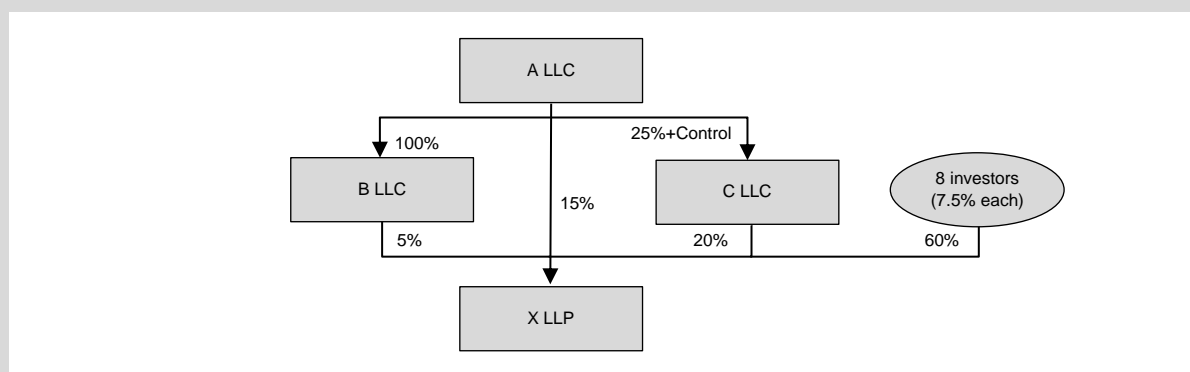 A LLC
100%
25%+Control
B LLC
15%
C LLC
8 investors
(7.5% each)
5%
20%
60%
X LLP